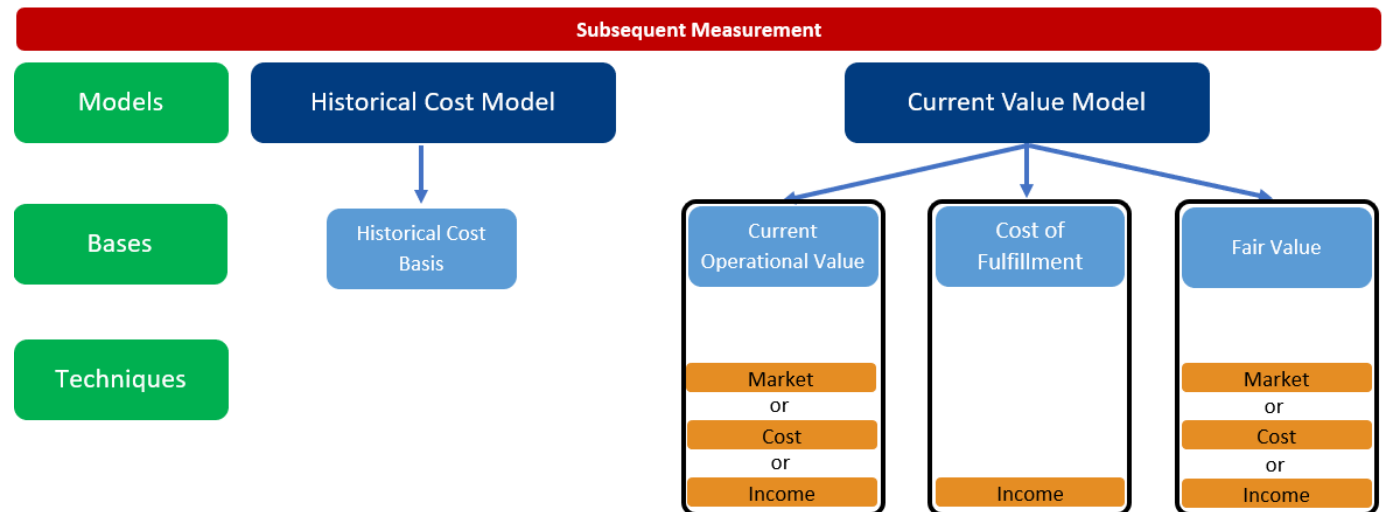 Subsequent Measurement
Models
Historical Cost Model
Current Value Model
Bases
Historical Cost
Basis
Current
Operational Value
Cost of
Fulfillment
Fair Value
Techniques
Market
or
Cost
or
Income
Income
Market
or
Cost
or
Income